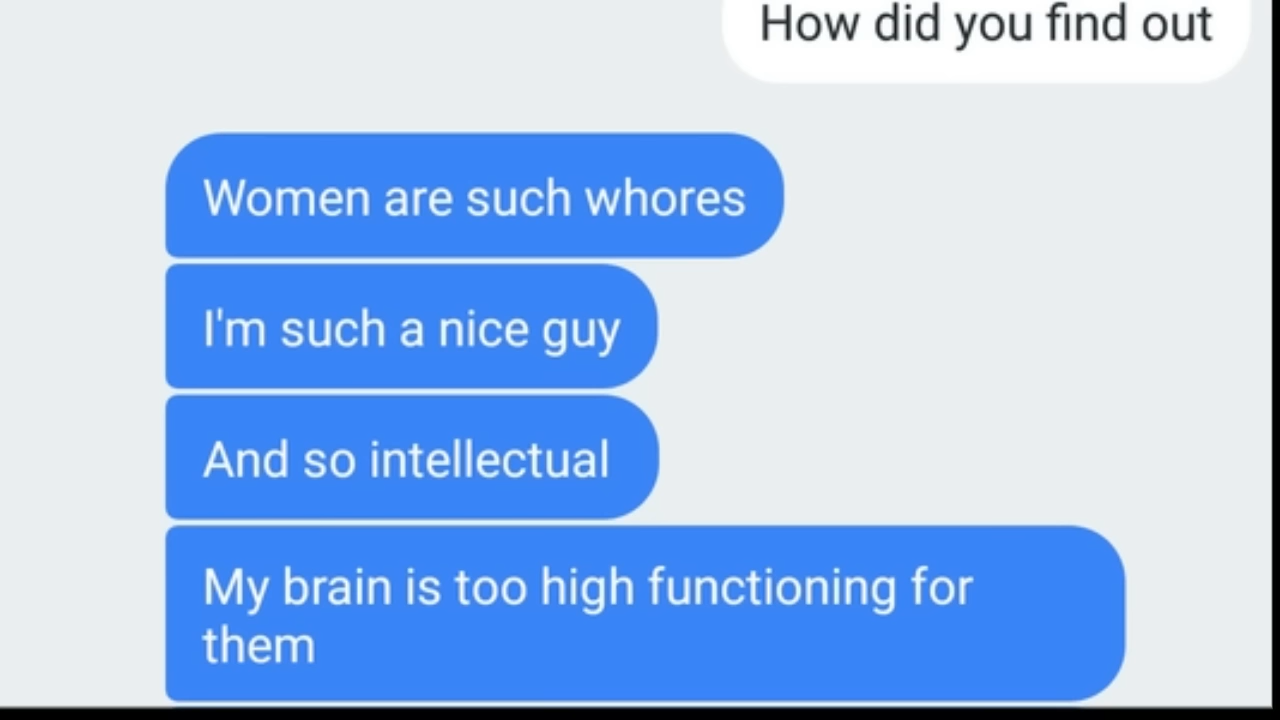 How did you find out
Women are such whores
I'm such a nice guy
And so intellectual
My brain is too high functioning for
them